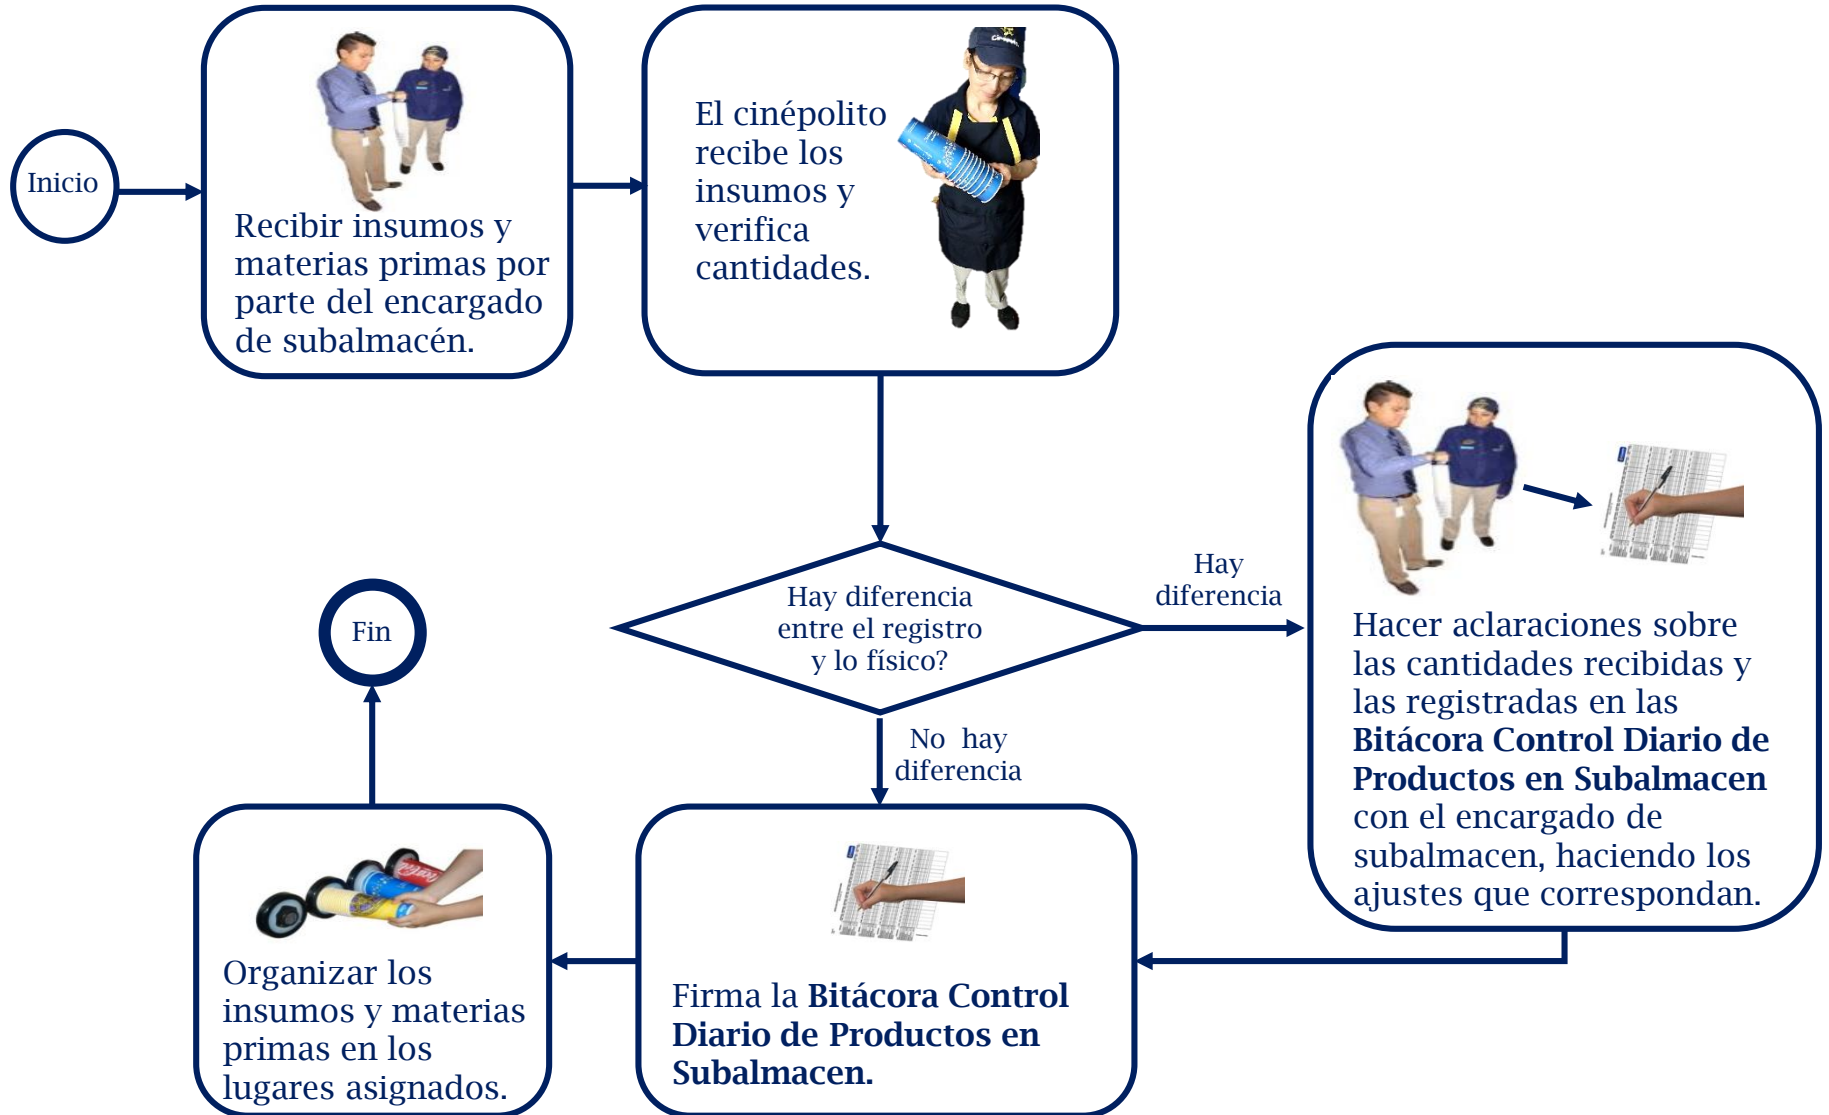 Inicio
Recibir insumos y
materias primas por
parte del encargado
de subalmacén.
El cinépolito
recibe los
insumos y
verifica
cantidades.
Hay diferencia
entre el registro
y lo físico?
Hay
diferencia
Hacer aclaraciones sobre
las cantidades recibidas y
las registradas en las
Bitácora Control Diario de
Productos en Subalmacen
con el encargado de
subalmacen, haciendo los
ajustes que correspondan.
No hay
diferencia
Firma la Bitácora Control
Diario de Productos en
Subalmacen.
Organizar los
insumos y materias
primas en los
lugares asignados.
Fin